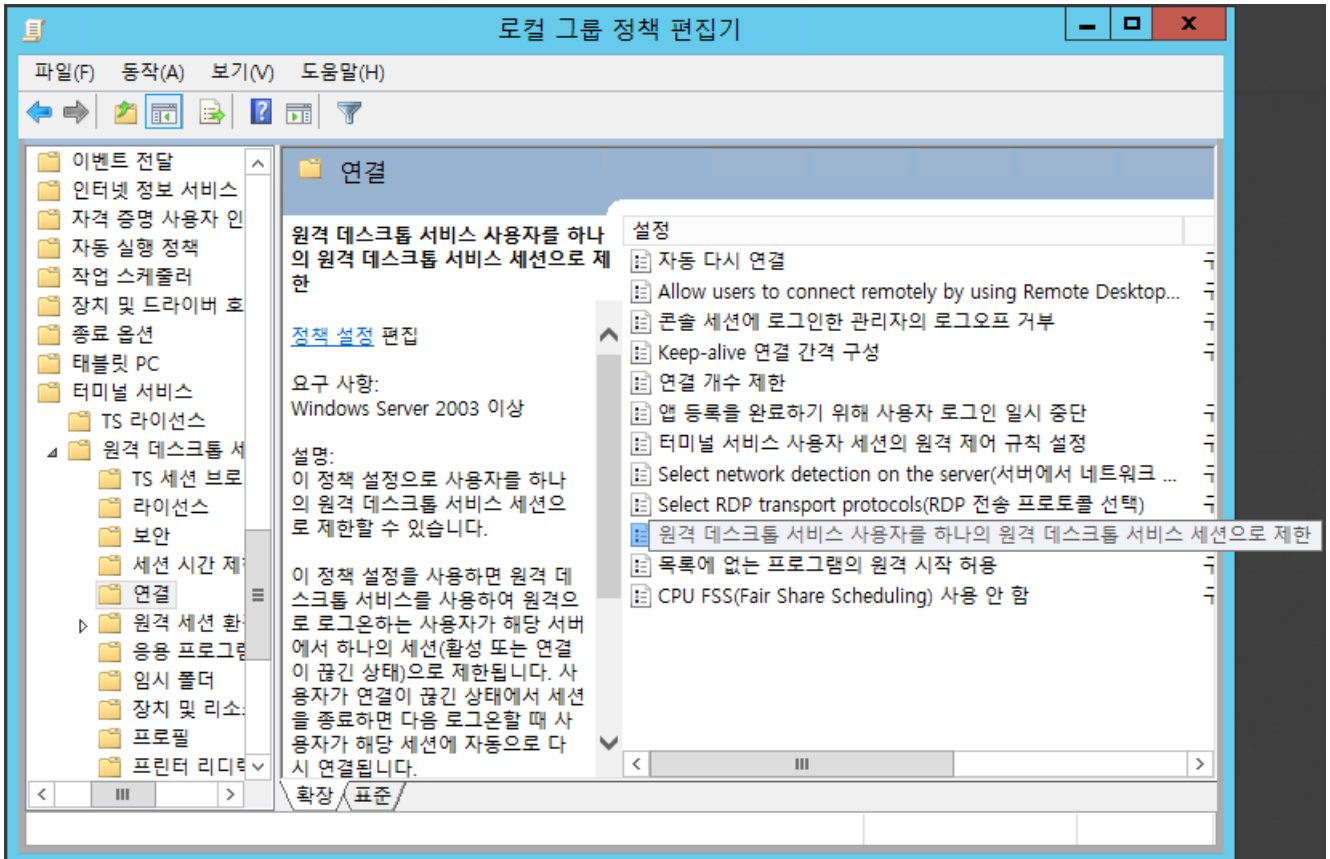 로컬 그룹 정책 편집기
파일(F) 동작(A) 보기(V) 도움말(H)
이벤트 전달
인터넷 정보 서비스
자격 증명 사용자 인
자동 실행 정책
작업 스케줄러
장치 및 드라이버 호
종료 옵션
태블릿 PC
터미널 서비스
TS 라이선스
원격 데스크톱 세
TS 세션 브로
라이선스
보안
세션 시간 제
연결
원격 세션 환
응용 프로그램
임시 폴더
장치 및 리소
프로필
프린터 리디렉
연결
원격 데스크톱 서비스 사용자를 하나
의 원격 데스크톱 서비스 세션으로 제
한
정책 설정 편집
요구 사항:
Windows Server 2003 이상
설명:
이 정책 설정으로 사용자를 하나
의 원격 데스크톱 서비스 세션으
로 제한할 수 있습니다.
이 정책 설정을 사용하면 원격 데
스크톱 서비스를 사용하여 원격으
로 로그온하는 사용자가 해당 서버
에서 하나의 세션(활성 또는 연결
이 끊긴 상태)으로 제한됩니다. 사
용자가 연결이 끊긴 상태에서 세션
을 종료하면 다음 로그온할 때 사
용자가 해당 세션에 자동으로 다
시 연결됩니다.
설정
자동 다시 연결
Allow users to connect remotely by using Remote Desktop...
콘솔 세션에 로그인한 관리자의 로그오프 거부
Keep-alive 연결 간격 구성
연결 개수 제한
앱 등록을 완료하기 위해 사용자 로그인 일시 중단
터미널 서비스 사용자 세션의 원격 제어 규칙 설정
Select network detection on the server(서버에서 네트워크 ...
Select RDP transport protocols(RDP 전송 프로토콜 선택)
원격 데스크톱 서비스 사용자를 하나의 원격 데스크톱 서비스 세션으로 제한
목록에 없는 프로그램의 원격 시작 허용
CPU FSS(Fair Share Scheduling) 사용 안 함
확장 표준